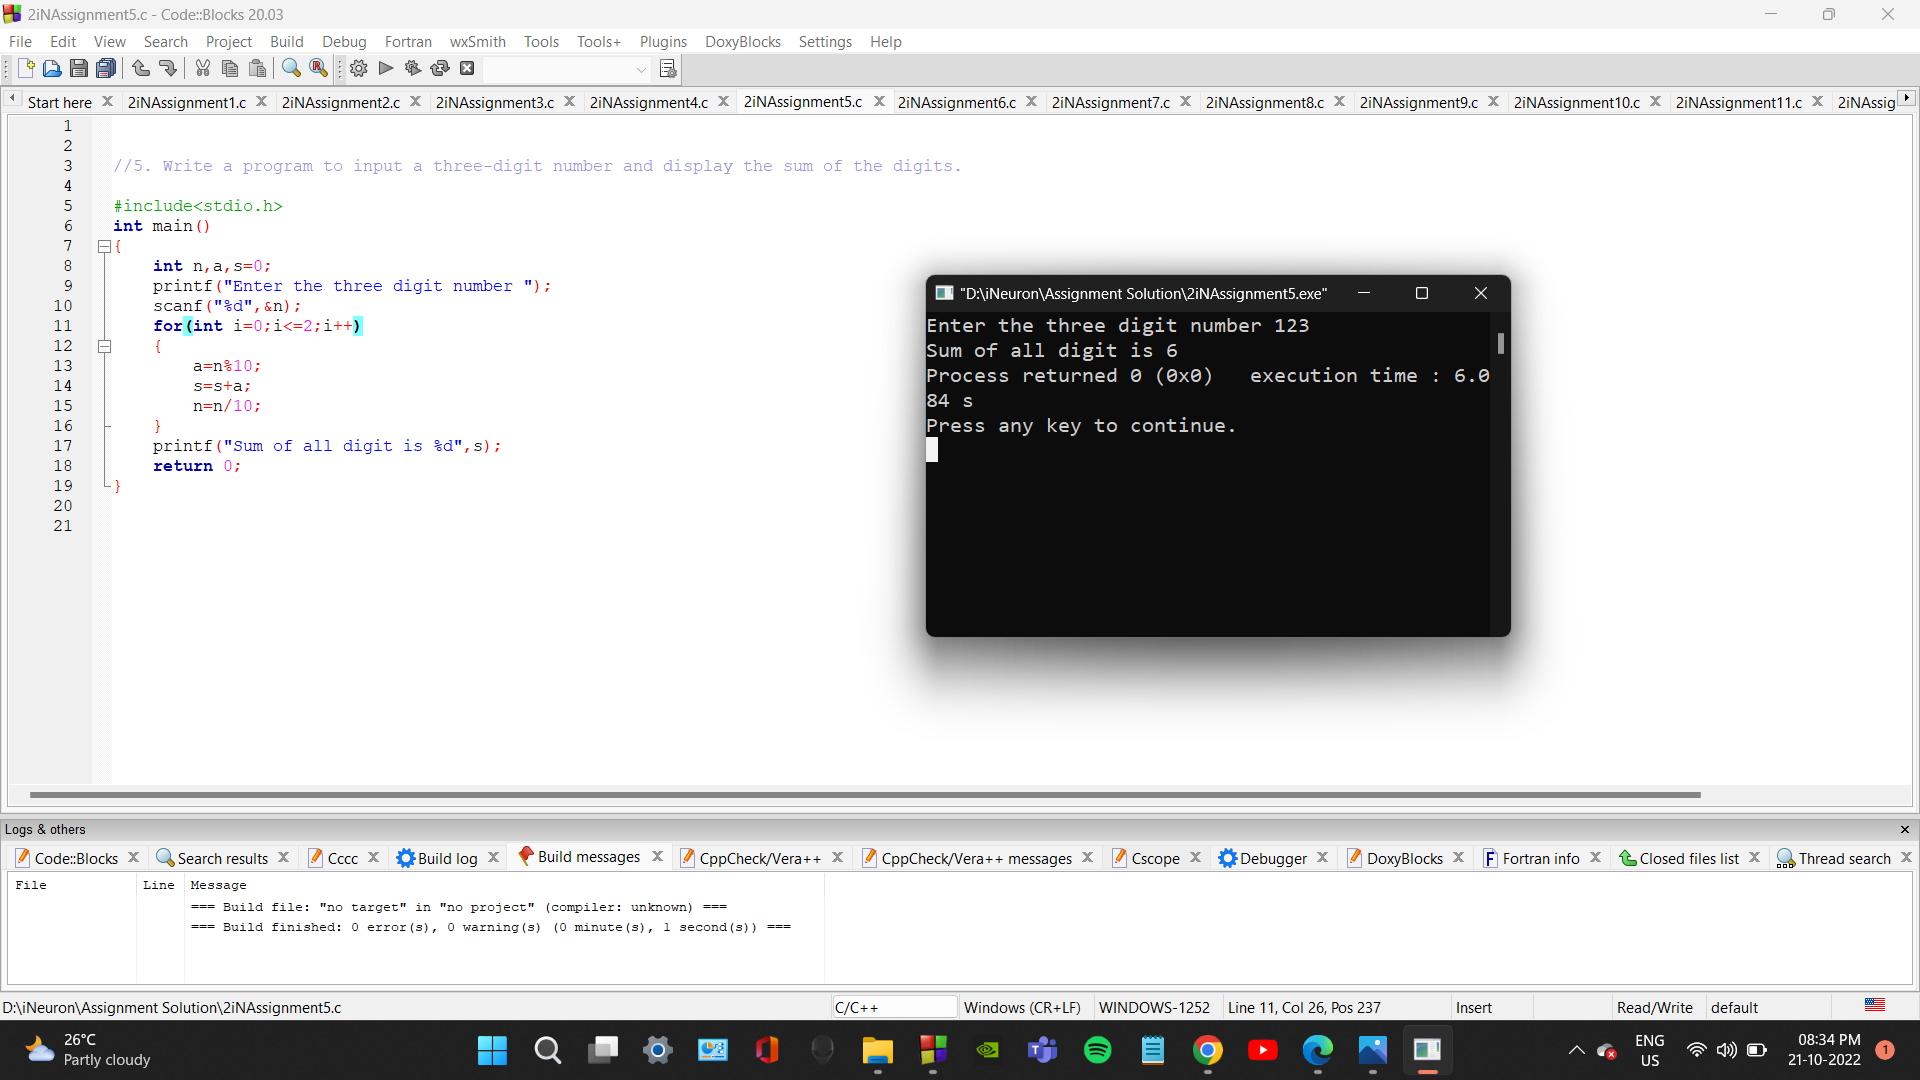 2iNAssignment5.c - Code::Blocks 20.03
File Edit View Search Project Build Debug Fortran wxSmith Tools Tools+ Plugins DoxyBlocks Settings Help
Start here 2iNAssignment1.c 2iNAssignment2.c 2iNAssignment3.c 2iNAssignment4.c 2iNAssignment5.c 2iNAssignment6.c 2iNAssignment7.c 2iNAssignment8.c 2iNAssignment9.c 2iNAssignment10.c 2iNAssignment11.c 2iNAssig
1
2
3 //5. Write a program to input a three-digit number and display the sum of the digits.
4
5 #include<stdio.h>
6 int main()
7 {
8 int n,a,s=0;
9 printf("Enter the three digit number ");
10 scanf("%d",&n);
11 for(int i=0;i<=2;i++)
12 {
13 a=n%10;
14 s=s+a;
15 n=n/10;
16 }
17 printf("Sum of all digit is %d",s);
18 return 0;
19 }
20
21
"D:\iNeuron\Assignment Solution\2iNAssignment5.exe"
Enter the three digit number 123
Sum of all digit is 6
Process returned 0 (0x0)   execution time : 6.0
84 s
Press any key to continue.
Logs & others
Code::Blocks Search results Cccc Build log Build messages CppCheck/Vera++ CppCheck/Vera++ messages Cscope Debugger DoxyBlocks Fortran info Closed files list Thread search
File Line Message
=== Build file: "no target" in "no project" (compiler: unknown) ===
=== Build finished: 0 error(s), 0 warning(s) (0 minute(s), 1 second(s)) ===
D:\iNeuron\Assignment Solution\2iNAssignment5.c C/C++ Windows (CR+LF) WINDOWS-1252 Line 11, Col 26, Pos 237 Insert Read/Write default
26°C
Partly cloudy
ENG
US
08:34 PM
21-10-2022
1